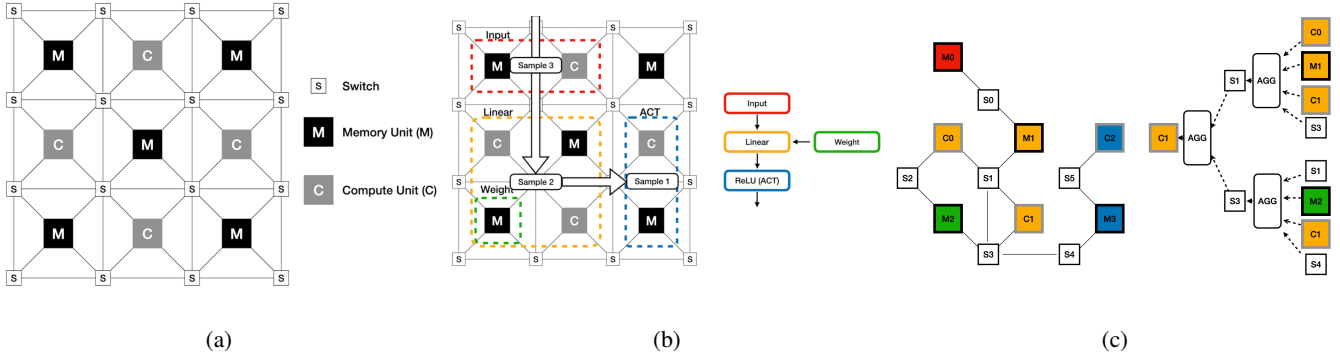 S S S S
M C M
S S S S
C M C
S S S S
M C M
S S S S
S Switch
M Memory Unit (M)
C Compute Unit (C)
(a)
S S S S
Input
M Sample 3 C M
S S S S
Linear ACT
C M C
Sample 2 Sample 1
Weight
M C M
S S S S
Input
Linear Weight
ReLU (ACT)
(b)
M0
S0
C0 M1 C2
S2 S1 S5
M2 C1 M3
S3 S4
C0
S1 AGG M1
C1
S3
C1 AGG
S1
S3 AGG M2
C1
S4
(c)